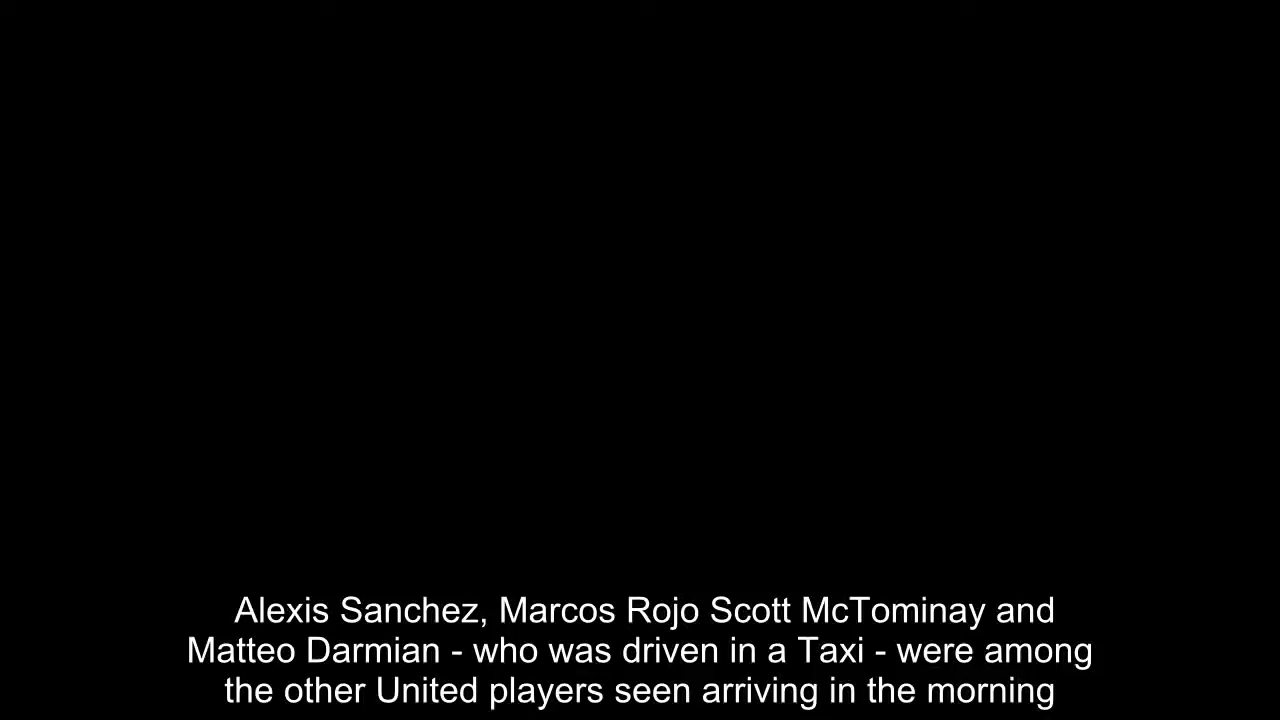 Alexis Sanchez, Marcos Rojo Scott McTominay and
Matteo Darmian - who was driven in a Taxi - were among
the other United players seen arriving in the morning